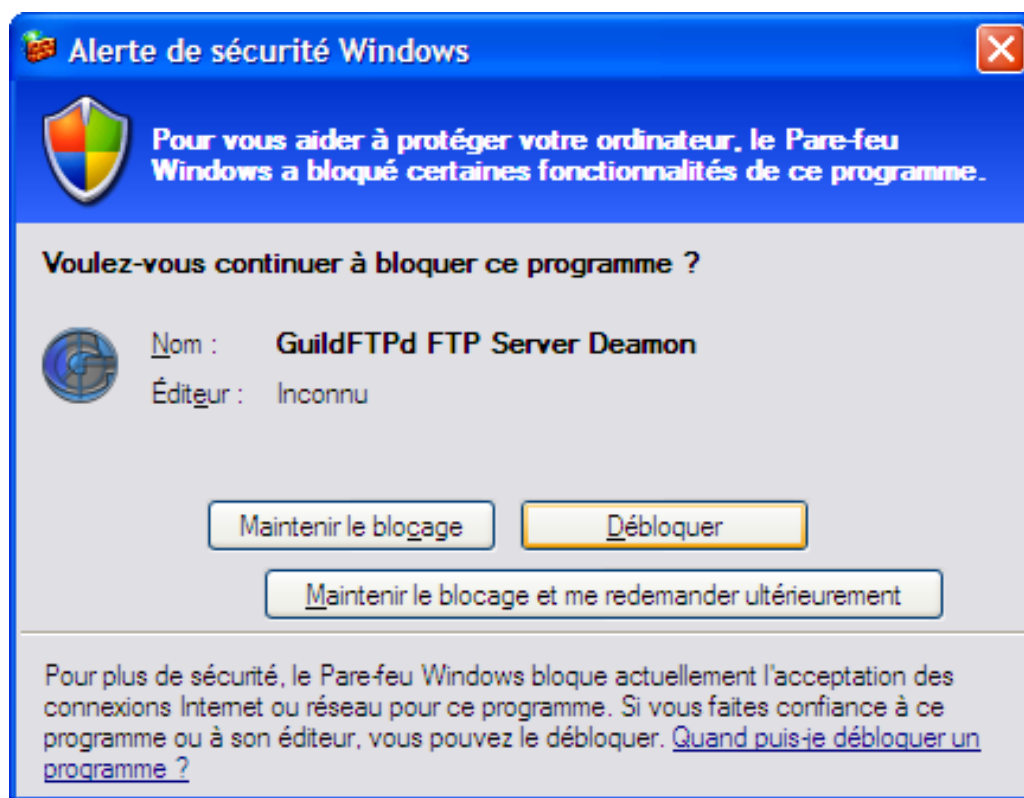 Alerte de sécurité Windows
Pour vous aider à protéger votre ordinateur, le Pare-feu
Windows a bloqué certaines fonctionnalités de ce programme.
Voulez-vous continuer à bloquer ce programme ?
Nom : GuildFTPd FTP Server Deamon
Éditeur : Inconnu
Maintenir le blocage Débloquer
Maintenir le blocage et me redemander ultérieurement
Pour plus de sécurité, le Pare-feu Windows bloque actuellement l'acceptation des
connexions Internet ou réseau pour ce programme. Si vous faites confiance à ce
programme ou à son éditeur, vous pouvez le débloquer. Quand puis-je débloquer un
programme ?